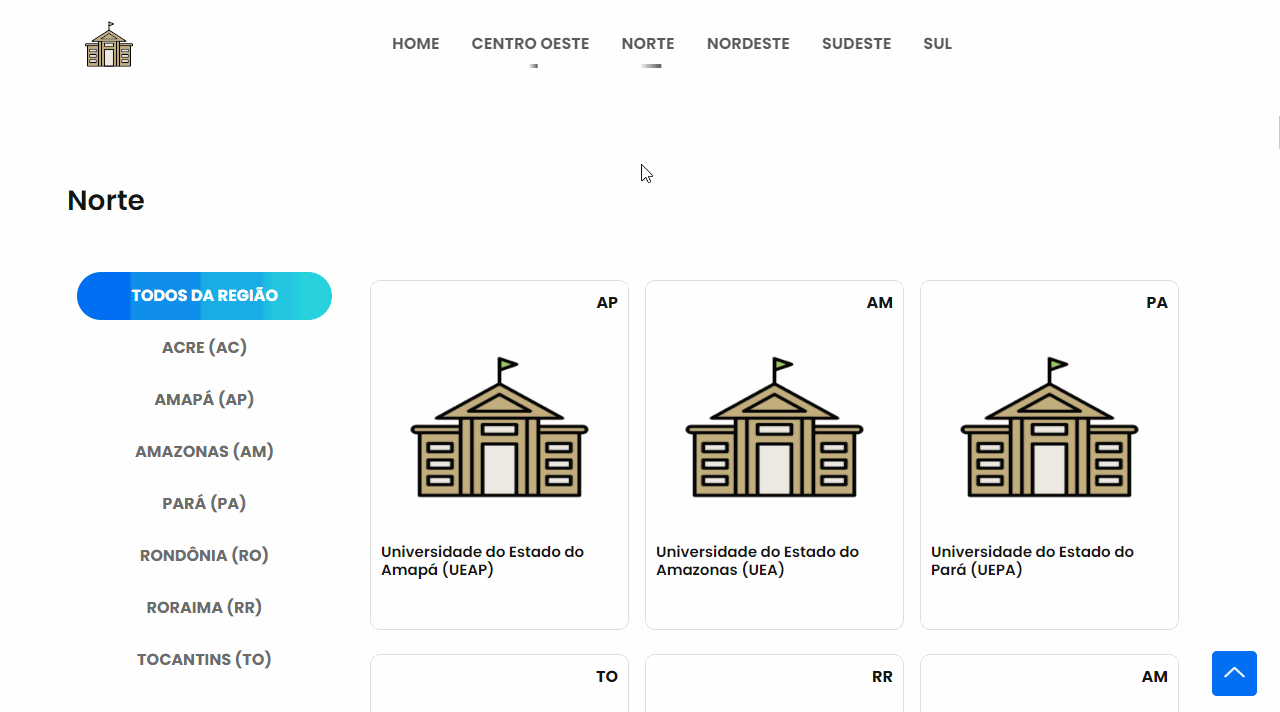 HOME CENTRO OESTE NORTE NORDESTE SUDESTE SUL
Norte
TODOS DA REGIÃO
ACRE (AC)
AMAPÁ (AP)
AMAZONAS (AM)
PARÁ (PA)
RONDÔNIA (RO)
RORAIMA (RR)
TOCANTINS (TO)
AP
Universidade do Estado do
Amapá (UEAP)
AM
Universidade do Estado do
Amazonas (UEA)
PA
Universidade do Estado do
Pará (UEPA)
TO
RR
AM